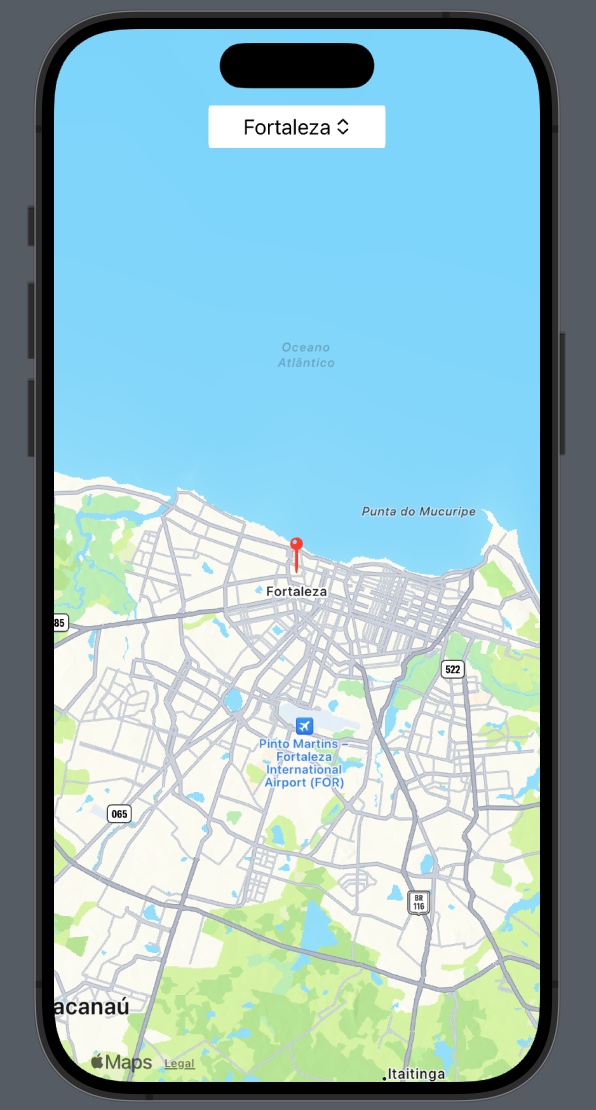 Fortaleza
Oceano
Atlântico
Punta do Mucuripe
Fortaleza
85
522
Pinto Martins –
Fortaleza
International
Airport (FOR)
065
BR
116
acanaú
Maps Legal
Itaitinga